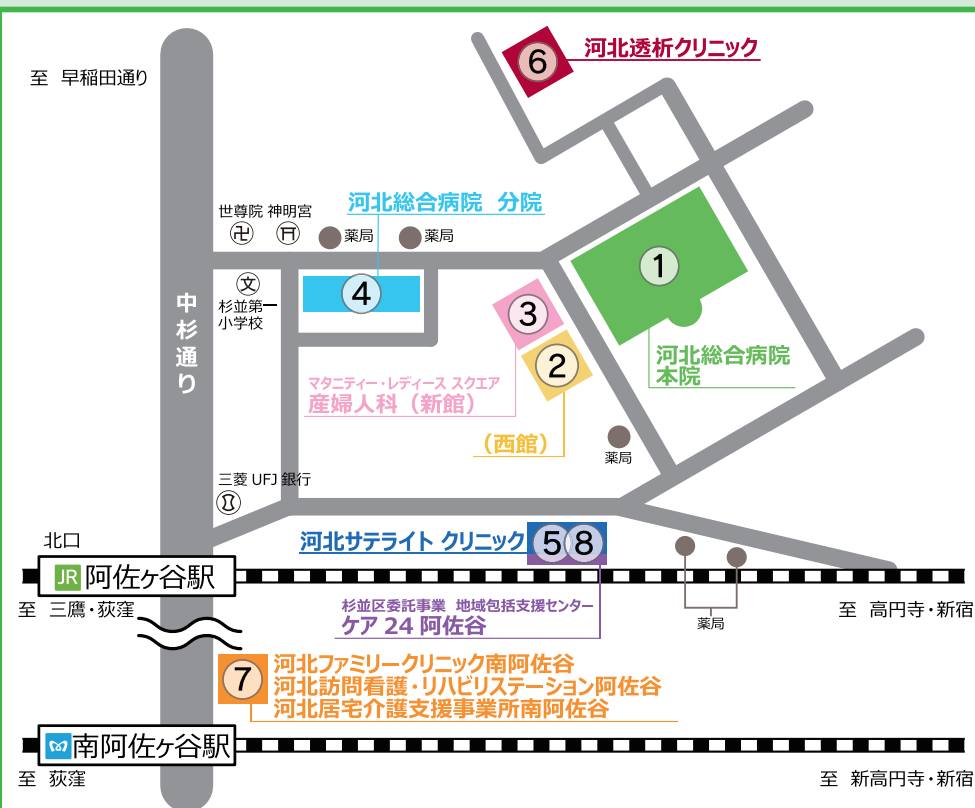 6
河北透析クリニック
至 早稲田通り
河北総合病院 分院
世尊院 神明宮
卍
薬局
薬局
1
文
4
杉並第一
小学校
3
中杉通り
河北総合病院
本院
2
マタニティー・レディース スクエア
産婦人科(新館)
(西館)
薬局
三菱 UFJ 銀行
北口
河北サテライト クリニック
5 8
JR 阿佐ヶ谷駅
至 三鷹・荻窪
杉並区委託事業 地域包括支援センター
ケア 24 阿佐谷
薬局
至 高円寺・新宿
7
河北ファミリークリニック南阿佐谷
河北訪問看護・リハビリステーション阿佐谷
河北居宅介護支援事業所南阿佐谷
南阿佐ヶ谷駅
至 荻窪
至 新高円寺・新宿